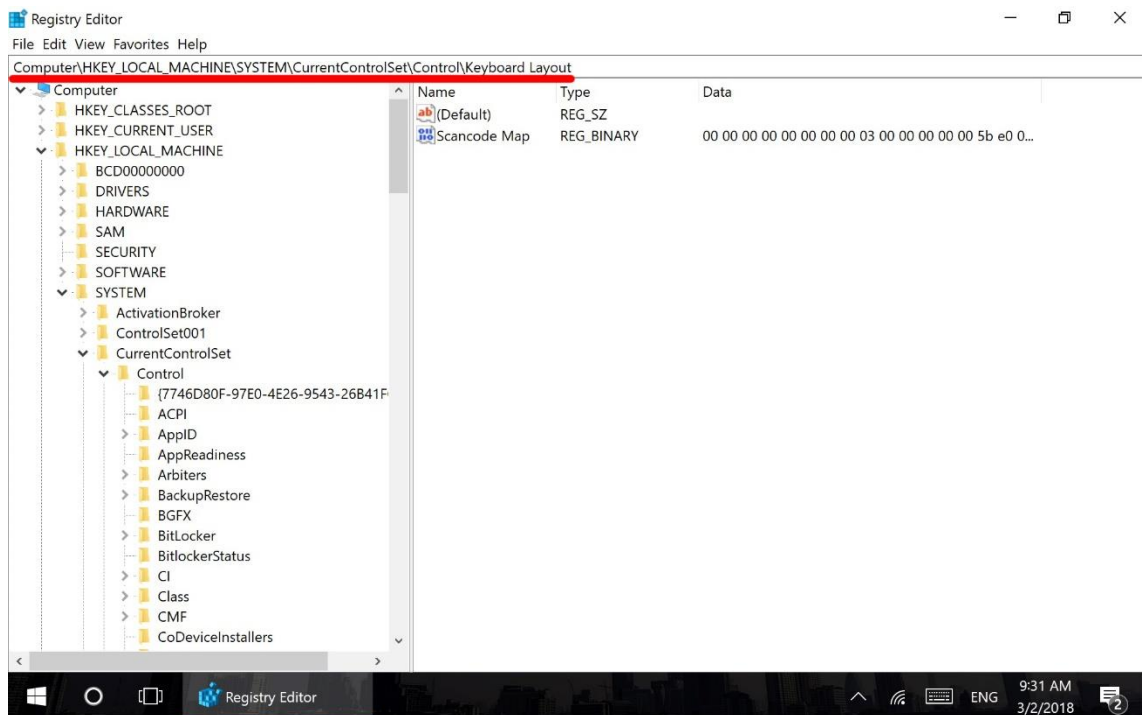 Registry Editor
File Edit View Favorites Help
Computer\HKEY_LOCAL_MACHINE\SYSTEM\CurrentControlSet\Control\Keyboard Layout
Computer
HKEY_CLASSES_ROOT
HKEY_CURRENT_USER
HKEY_LOCAL_MACHINE
BCD00000000
DRIVERS
HARDWARE
SAM
SECURITY
SOFTWARE
SYSTEM
ActivationBroker
ControlSet001
CurrentControlSet
Control
{7746D80F-97E0-4E26-9543-26B41F
ACPI
AppID
AppReadiness
Arbiters
BackupRestore
BGFX
BitLocker
BitlockerStatus
CI
Class
CMF
CoDeviceInstallers
Name Type Data
(Default) REG_SZ
Scancode Map REG_BINARY 00 00 00 00 00 00 00 00 03 00 00 00 00 00 5b e0 0...
Registry Editor
ENG
9:31 AM
3/2/2018
2